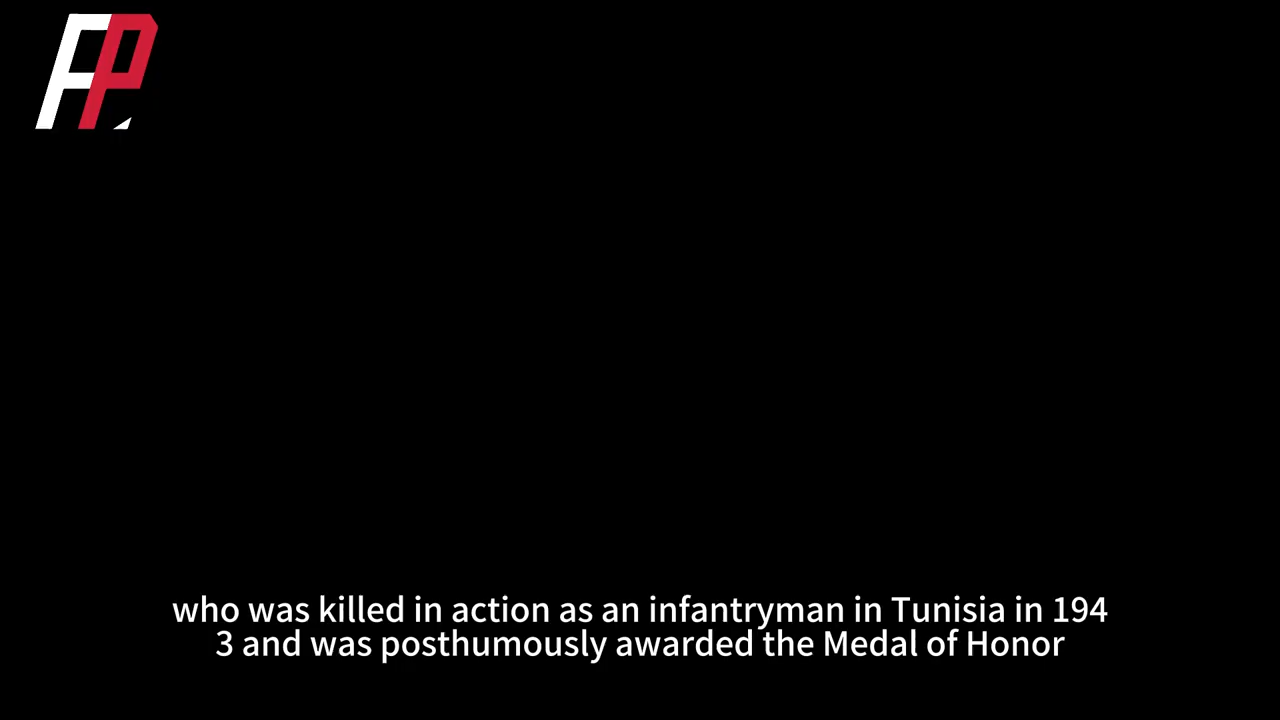 FP
who was killed in action as an infantryman in Tunisia in 194
3 and was posthumously awarded the Medal of Honor